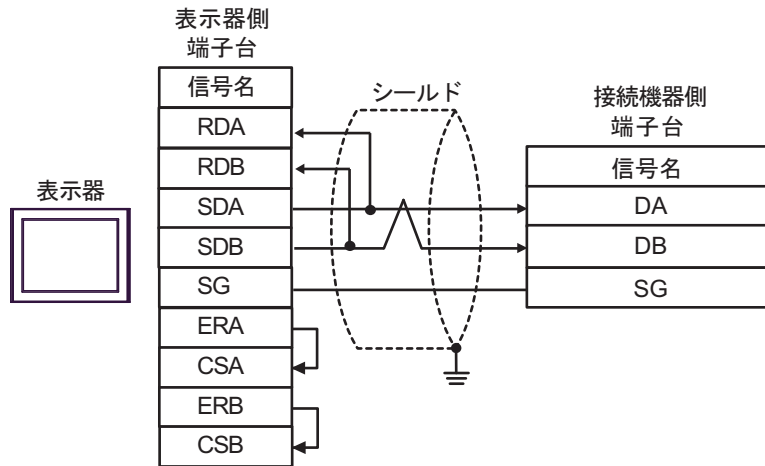 表示器側
端子台
信号名
RDA
RDB
SDA
SDB
SG
ERA
CSA
ERB
CSB
表示器
シールド
接続機器側
端子台
信号名
DA
DB
SG